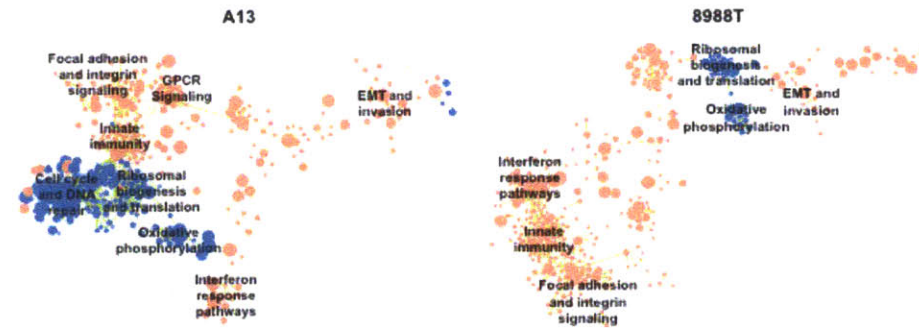 A13
Focal adhesion
and integrin
signaling
GPCR
Signaling
EMT and
invasion
Innate
immunity
Cell cycle
and DNA
repair
Ribosomal
biogenesis
and translation
Oxidative
phosphorylation
Interferon
response
pathways
8988T
Ribosomal
biogenesis
and translation
EMT and
invasion
Oxidative
phosphorylation
Interferon
response
pathways
Innate
immunity
Focal adhesion
and integrin
signaling